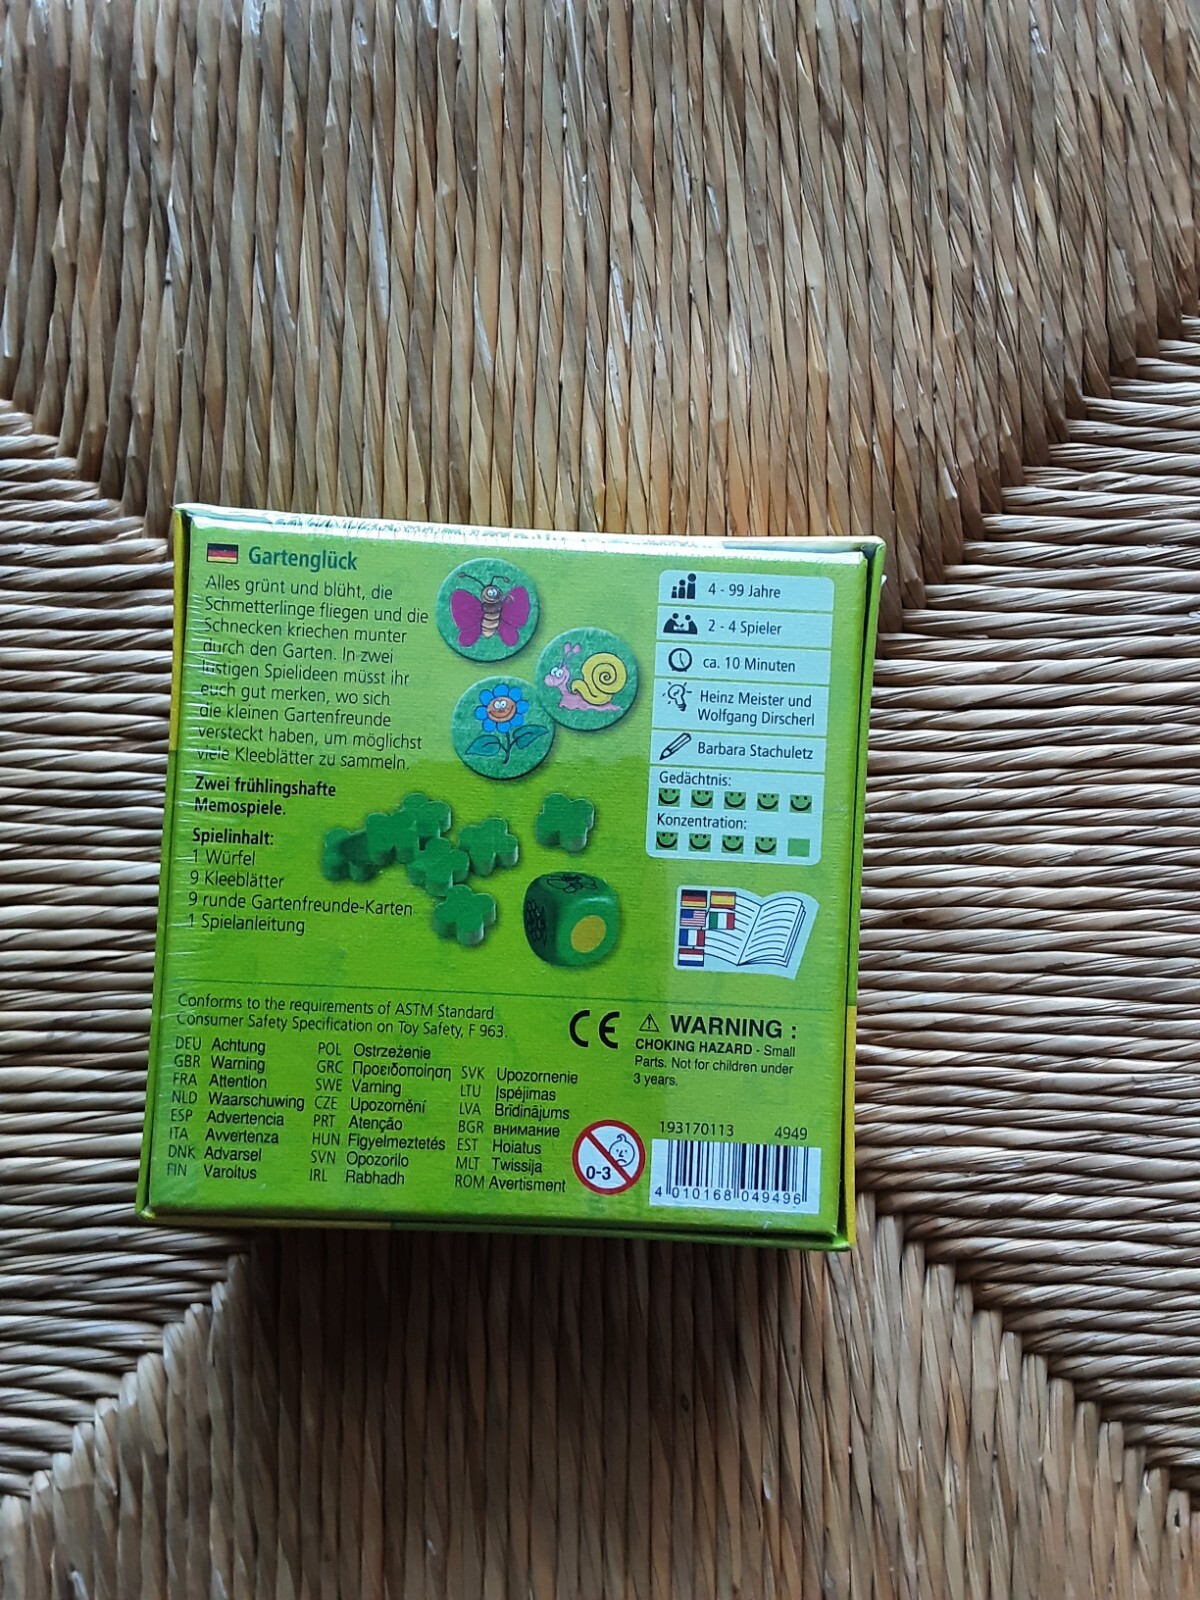 Gartenglück
Alles grünt und blüht, die
Schmetterlinge fliegen und die
Schnecken kriechen munter
durch den Garten. In zwei
lustigen Spielideen müsst ihr
euch gut merken, wo sich
die kleinen Gartenfreunde
versteckt haben, um möglichst
viele Kleeblätter zu sammeln.
Zwei frühlingshafte
Memospiele.
Spielinhalt:
1 Würfel
9 Kleeblätter
9 runde Gartenfreunde-Karten
1 Spielanleitung
4 - 99 Jahre
2 - 4 Spieler
ca. 10 Minuten
Heinz Meister und
Wolfgang Dirscherl
Barbara Stachuletz
Gedächtnis:
Konzentration:
Conforms to the requirements of ASTM Standard
Consumer Safety Specification on Toy Safety, F 963.
DEU Achtung
GBR Warning
FRA Attention
NLD Waarschuwing
ESP Advertencia
ITA Avvertenza
DNK Advarsel
FIN Varoitus
POL Ostrzeżenie
GRC Προειδοποίηση
SWE Varning
CZE Upozornění
PRT Atenção
HUN Figyelmeztetés
SVN Opozorilo
IRL Rabhadh
SVK Upozornenie
LTU Įspėjimas
LVA Brīdinājums
BGR внимание
EST Hoiatus
MLT Twissija
ROM Avertisment
CE
WARNING :
CHOKING HAZARD - Small
Parts. Not for children under
3 years.
0-3
193170113 4949
4 010168 049496